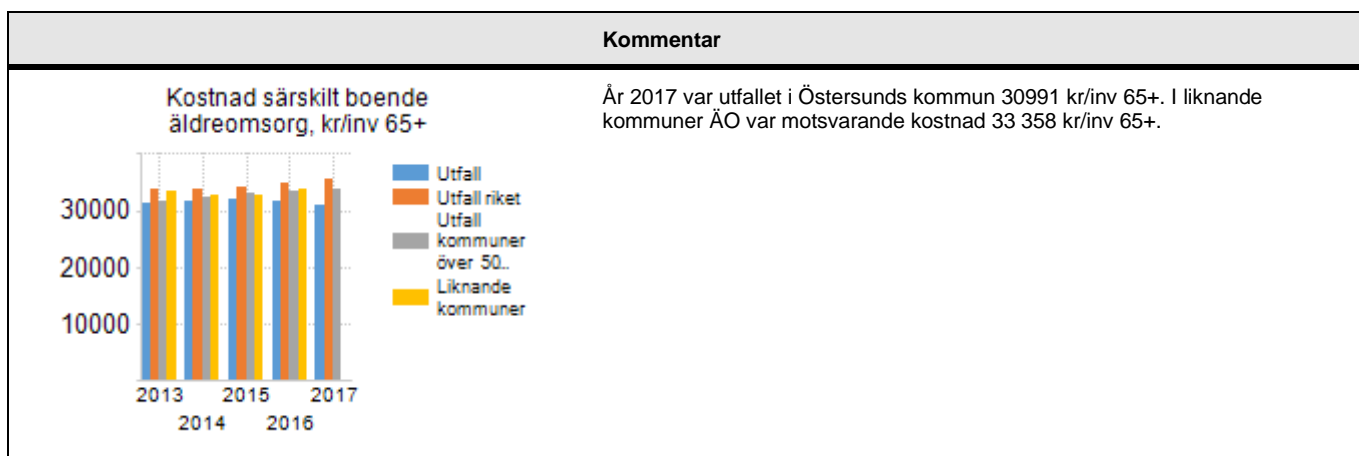 Kommentar
Kostnad särskilt boende
äldreomsorg, kr/inv 65+
År 2017 var utfallet i Östersunds kommun 30991 kr/inv 65+. I liknande
kommuner ÄO var motsvarande kostnad 33 358 kr/inv 65+.
30000
20000
10000
2013
2015
2017
2014
2016
Utfall
Utfall riket
Utfall
kommuner
över 50..
Liknande
kommuner